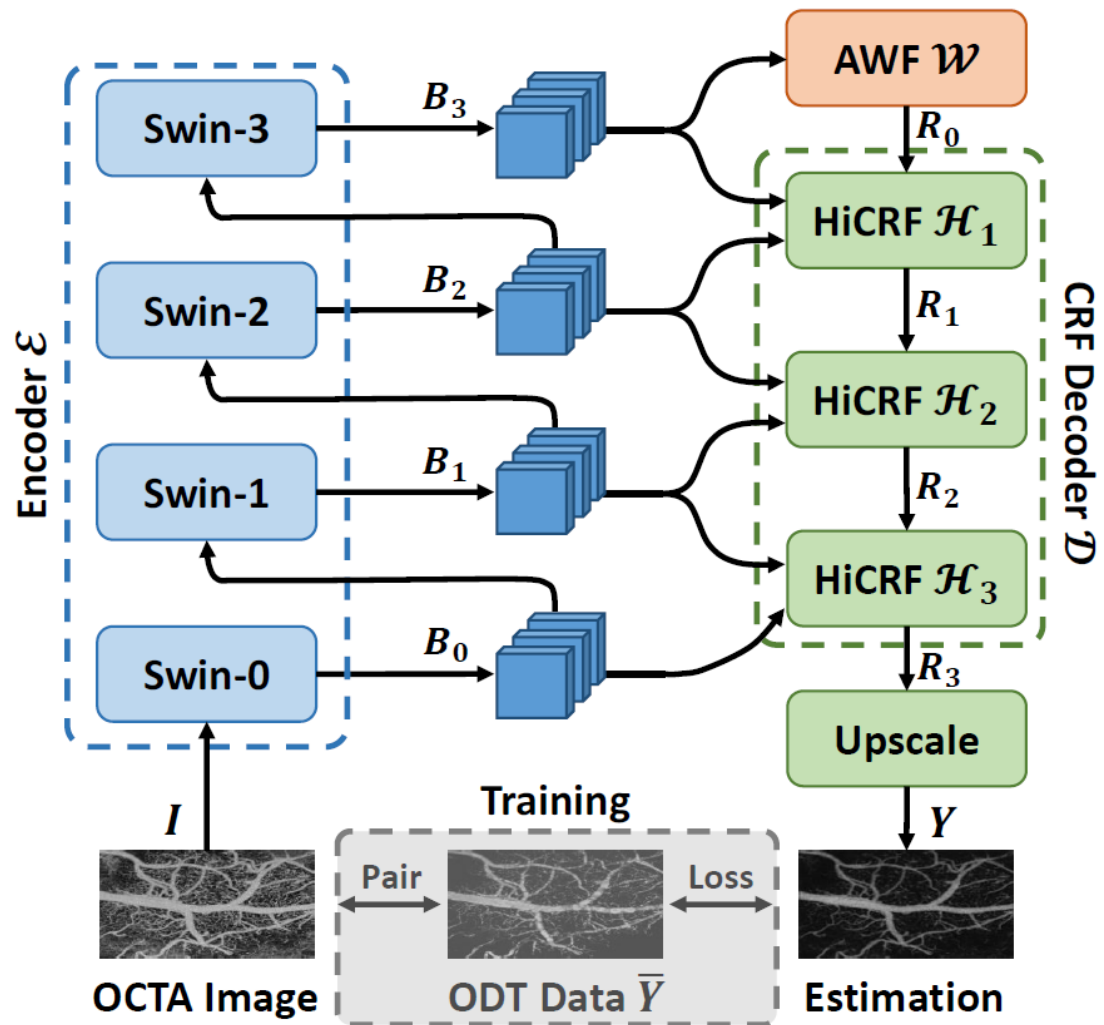 AWF 𝒲
Swin-3
B₃
R₀
HiCRF ℋ₁
Swin-2
B₂
R₁
Encoder ℰ
CRF Decoder 𝒟
HiCRF ℋ₂
Swin-1
B₁
R₂
HiCRF ℋ₃
Swin-0
B₀
R₃
Upscale
Training
I
Y
Pair
Loss
OCTA Image
ODT Data Y̅
Estimation